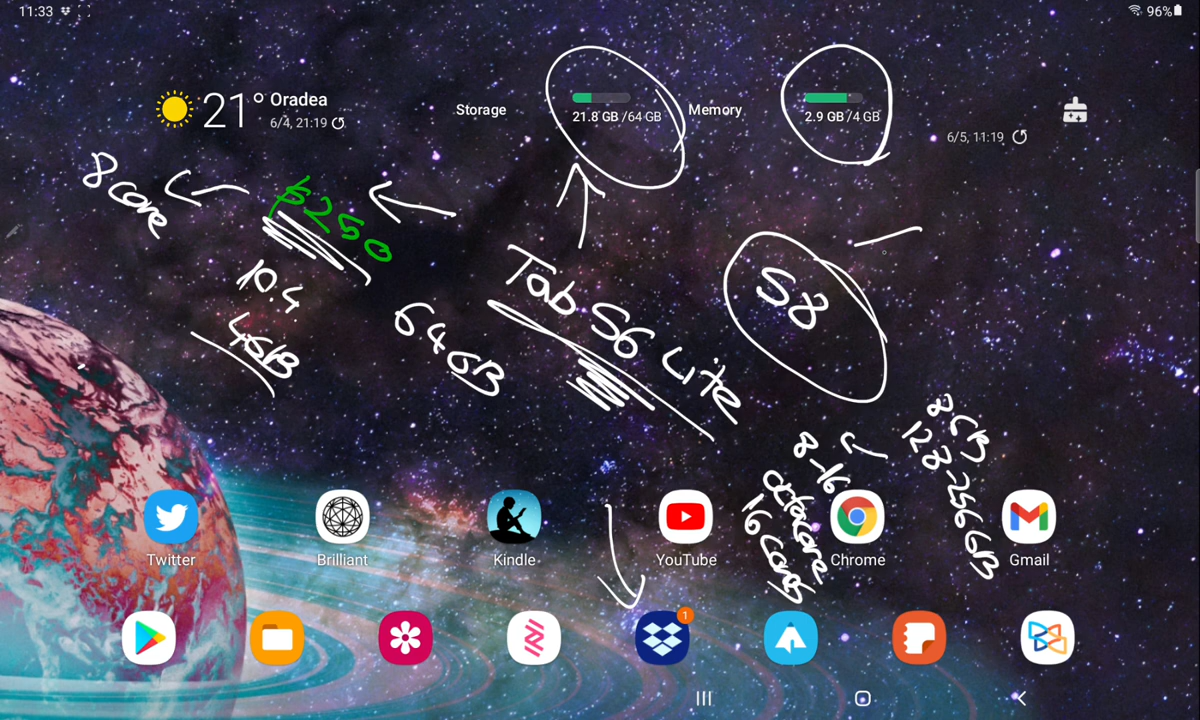 11:33
96%
21° Oradea
6/4, 21:19
Storage
21.8 GB /64 GB
Memory
2.9 GB /4 GB
6/5, 11:19
8 core
$250
10.4
4GB
64GB
Tab S6 Lite
S8
8GB
128-256GB
8-16
octacore
16 cores
Twitter
Brilliant
Kindle
YouTube
Chrome
Gmail
1